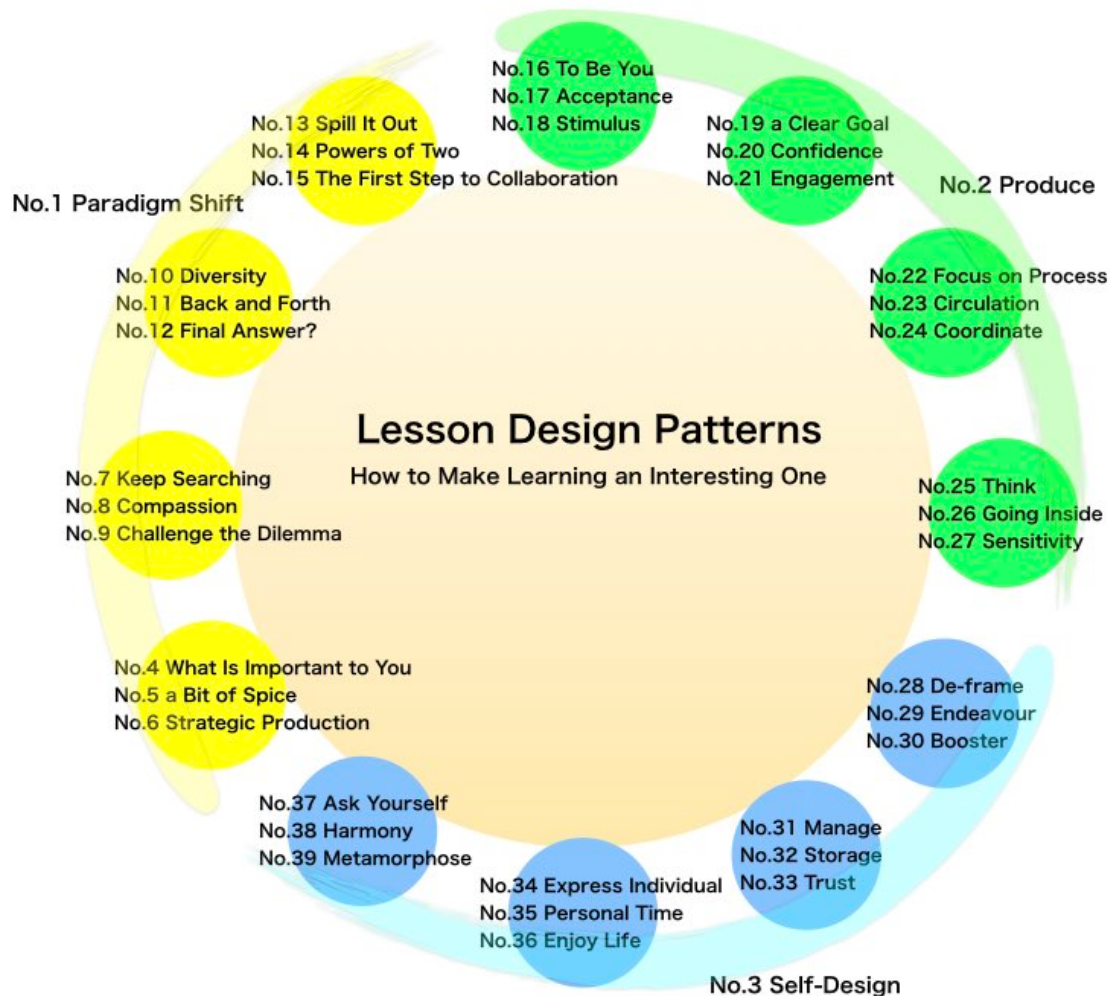 Lesson Design Patterns
How to Make Learning an Interesting One
No.1 Paradigm Shift
No.4 What Is Important to You
No.5 a Bit of Spice
No.6 Strategic Production
No.7 Keep Searching
No.8 Compassion
No.9 Challenge the Dilemma
No.10 Diversity
No.11 Back and Forth
No.12 Final Answer?
No.13 Spill It Out
No.14 Powers of Two
No.15 The First Step to Collaboration
No.2 Produce
No.16 To Be You
No.17 Acceptance
No.18 Stimulus
No.19 a Clear Goal
No.20 Confidence
No.21 Engagement
No.22 Focus on Process
No.23 Circulation
No.24 Coordinate
No.25 Think
No.26 Going Inside
No.27 Sensitivity
No.3 Self-Design
No.28 De-frame
No.29 Endeavour
No.30 Booster
No.31 Manage
No.32 Storage
No.33 Trust
No.34 Express Individual
No.35 Personal Time
No.36 Enjoy Life
No.37 Ask Yourself
No.38 Harmony
No.39 Metamorphose